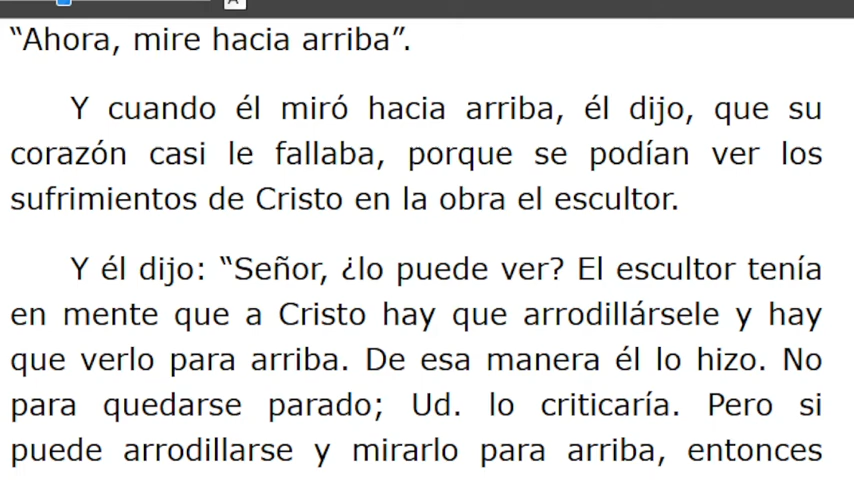 “Ahora, mire hacia arriba”.
Y cuando él miró hacia arriba, él dijo, que su
corazón casi le fallaba, porque se podían ver los
sufrimientos de Cristo en la obra el escultor.
Y él dijo: “Señor, ¿lo puede ver? El escultor tenía
en mente que a Cristo hay que arrodillársele y hay
que verlo para arriba. De esa manera él lo hizo. No
para quedarse parado; Ud. lo criticaría. Pero si
puede arrodillarse y mirarlo para arriba, entonces